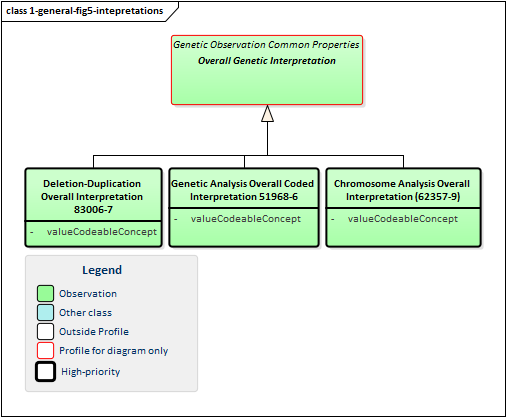 class 1-general-fig5-intepretations
Genetic Observation Common Properties
Overall Genetic Interpretation
Deletion-Duplication
Overall Interpretation
83006-7
- valueCodeableConcept
Genetic Analysis Overall Coded
Interpretation 51968-6
- valueCodeableConcept
Chromosome Analysis Overall
Interpretation (62357-9)
- valueCodeableConcept
Legend
Observation
Other class
Outside Profile
Profile for diagram only
High-priority